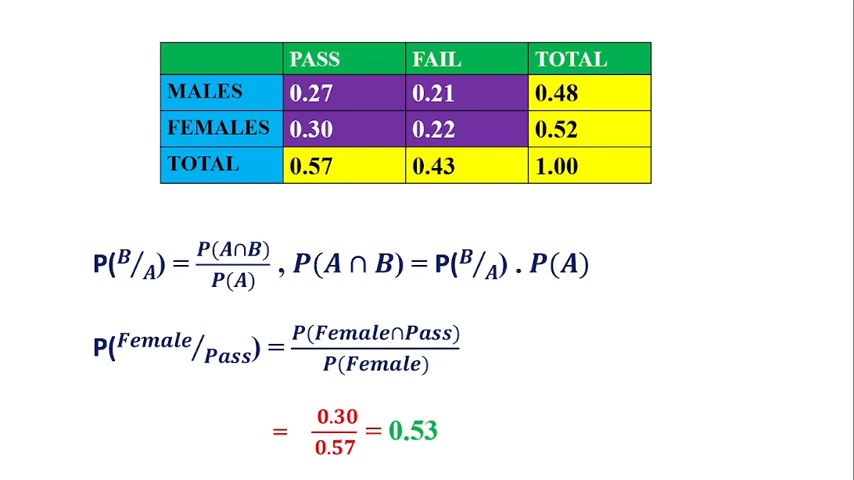 PASS FAIL TOTAL
MALES 0.27 0.21 0.48
FEMALES 0.30 0.22 0.52
TOTAL 0.57 0.43 1.00
P(B/A) = P(A∩B)/P(A) , P(A ∩ B) = P(B/A) . P(A)
P(Female/Pass) = P(Female∩Pass)/P(Female)
= 0.30/0.57 = 0.53